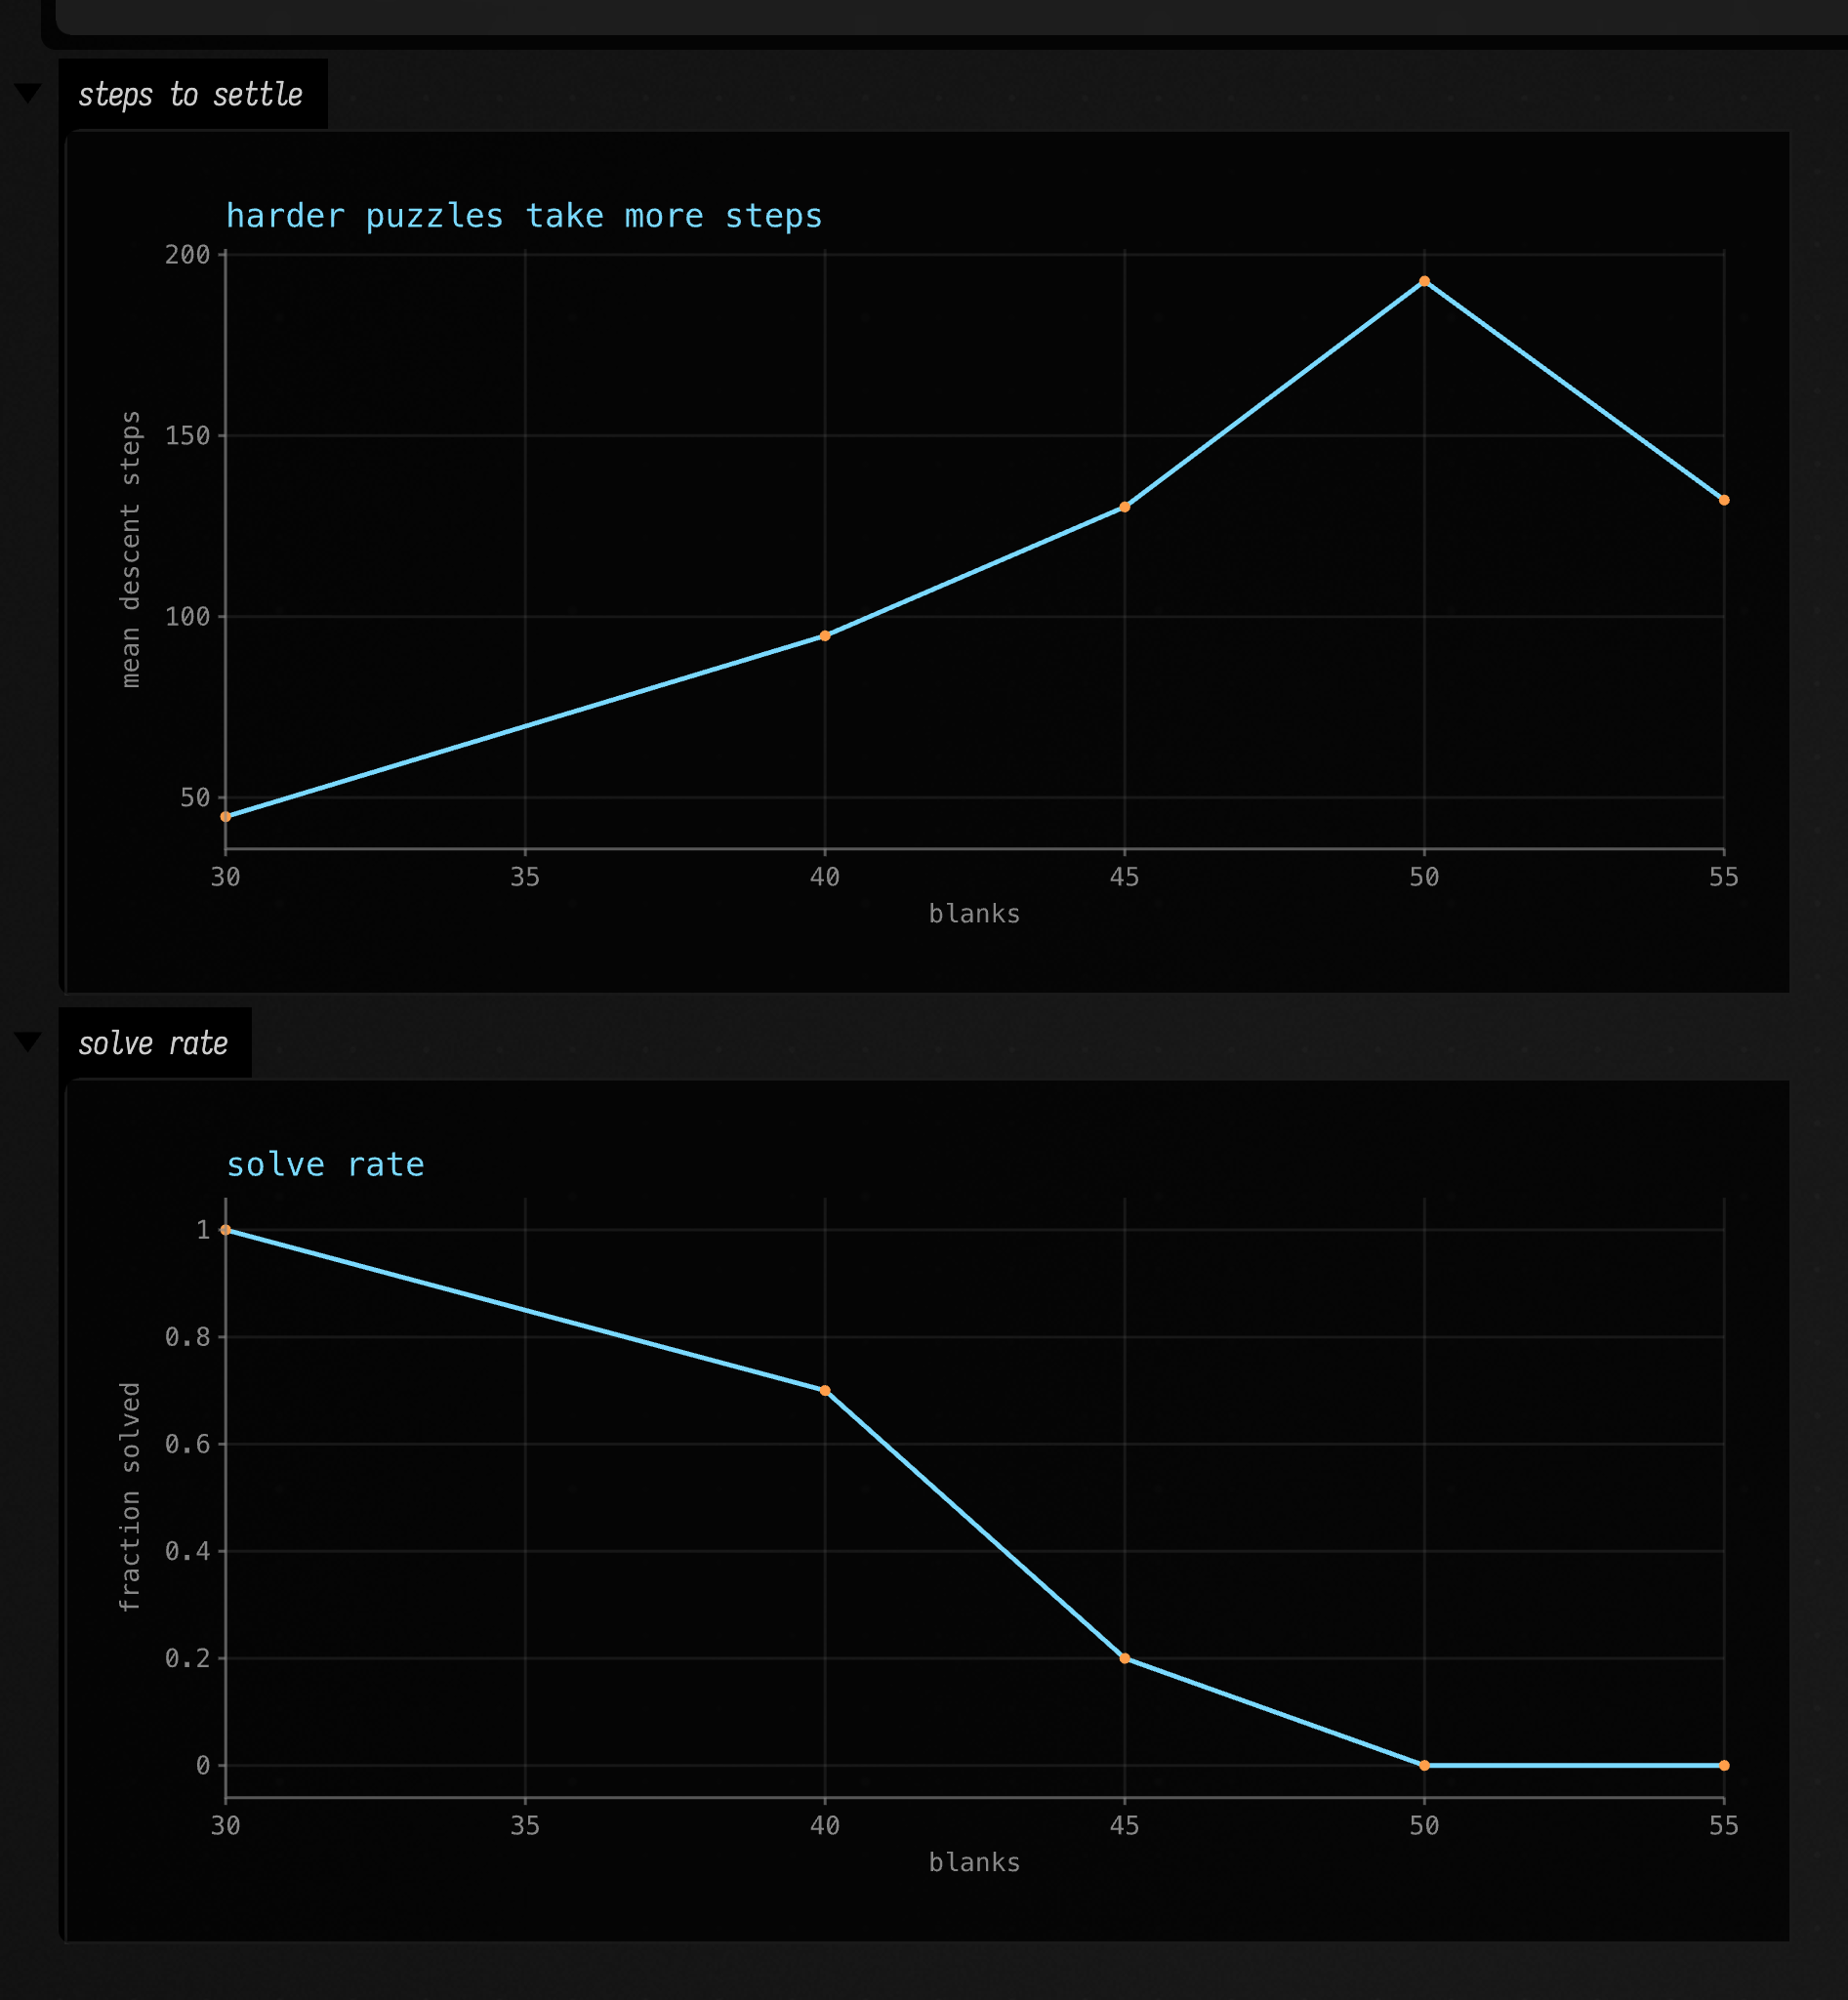 steps to settle
harder puzzles take more steps
200
150
100
50
mean descent steps
30 35 40 45 50 55
blanks
solve rate
solve rate
1
0.8
0.6
0.4
0.2
0
fraction solved
30 35 40 45 50 55
blanks